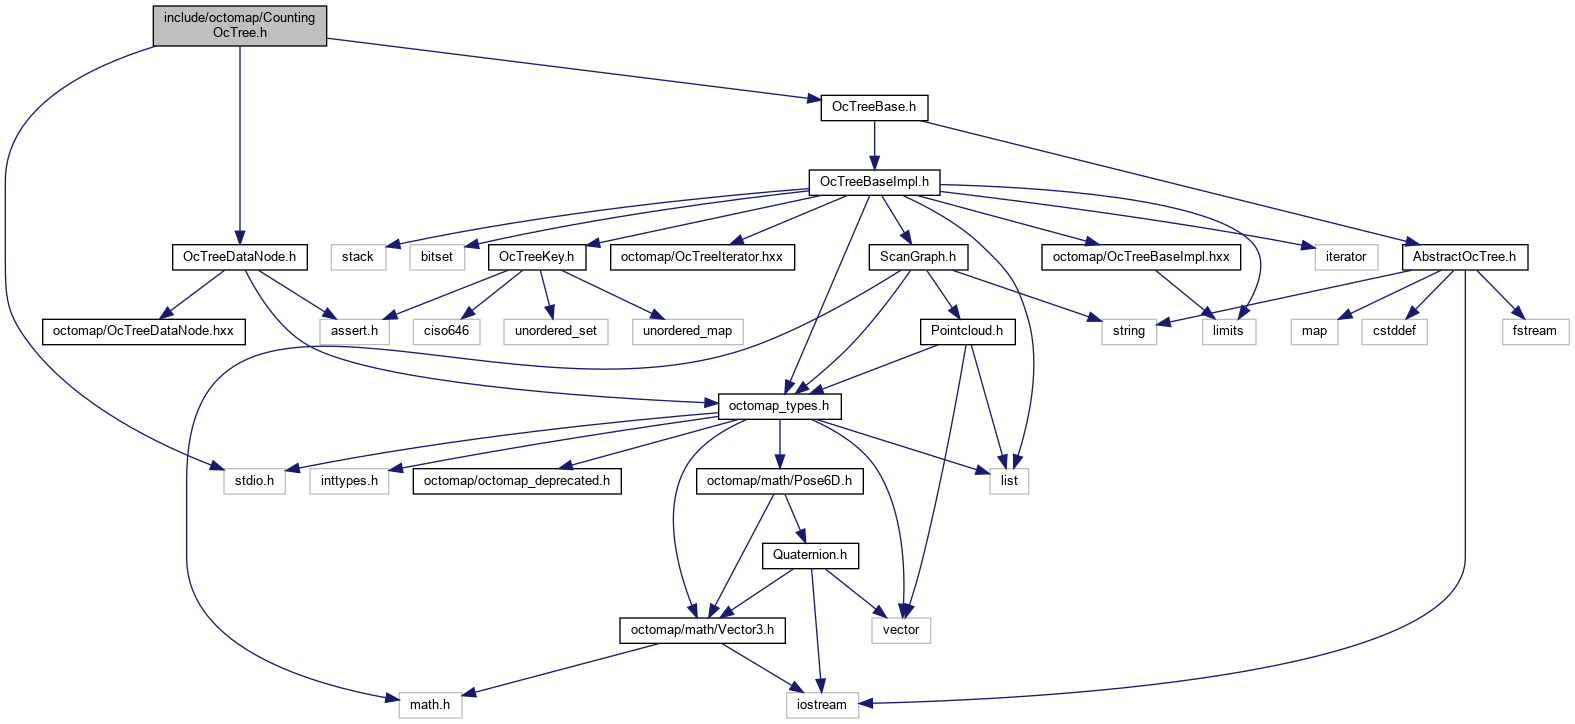 include/octomap/Counting
OcTree.h
OcTreeBase.h
OcTreeBaseImpl.h
OcTreeDataNode.h
stack
bitset
OcTreeKey.h
octomap/OcTreeIterator.hxx
ScanGraph.h
octomap/OcTreeBaseImpl.hxx
iterator
AbstractOcTree.h
octomap/OcTreeDataNode.hxx
assert.h
ciso646
unordered_set
unordered_map
Pointcloud.h
string
limits
map
cstddef
fstream
octomap_types.h
stdio.h
inttypes.h
octomap/octomap_deprecated.h
octomap/math/Pose6D.h
list
Quaternion.h
octomap/math/Vector3.h
vector
math.h
iostream